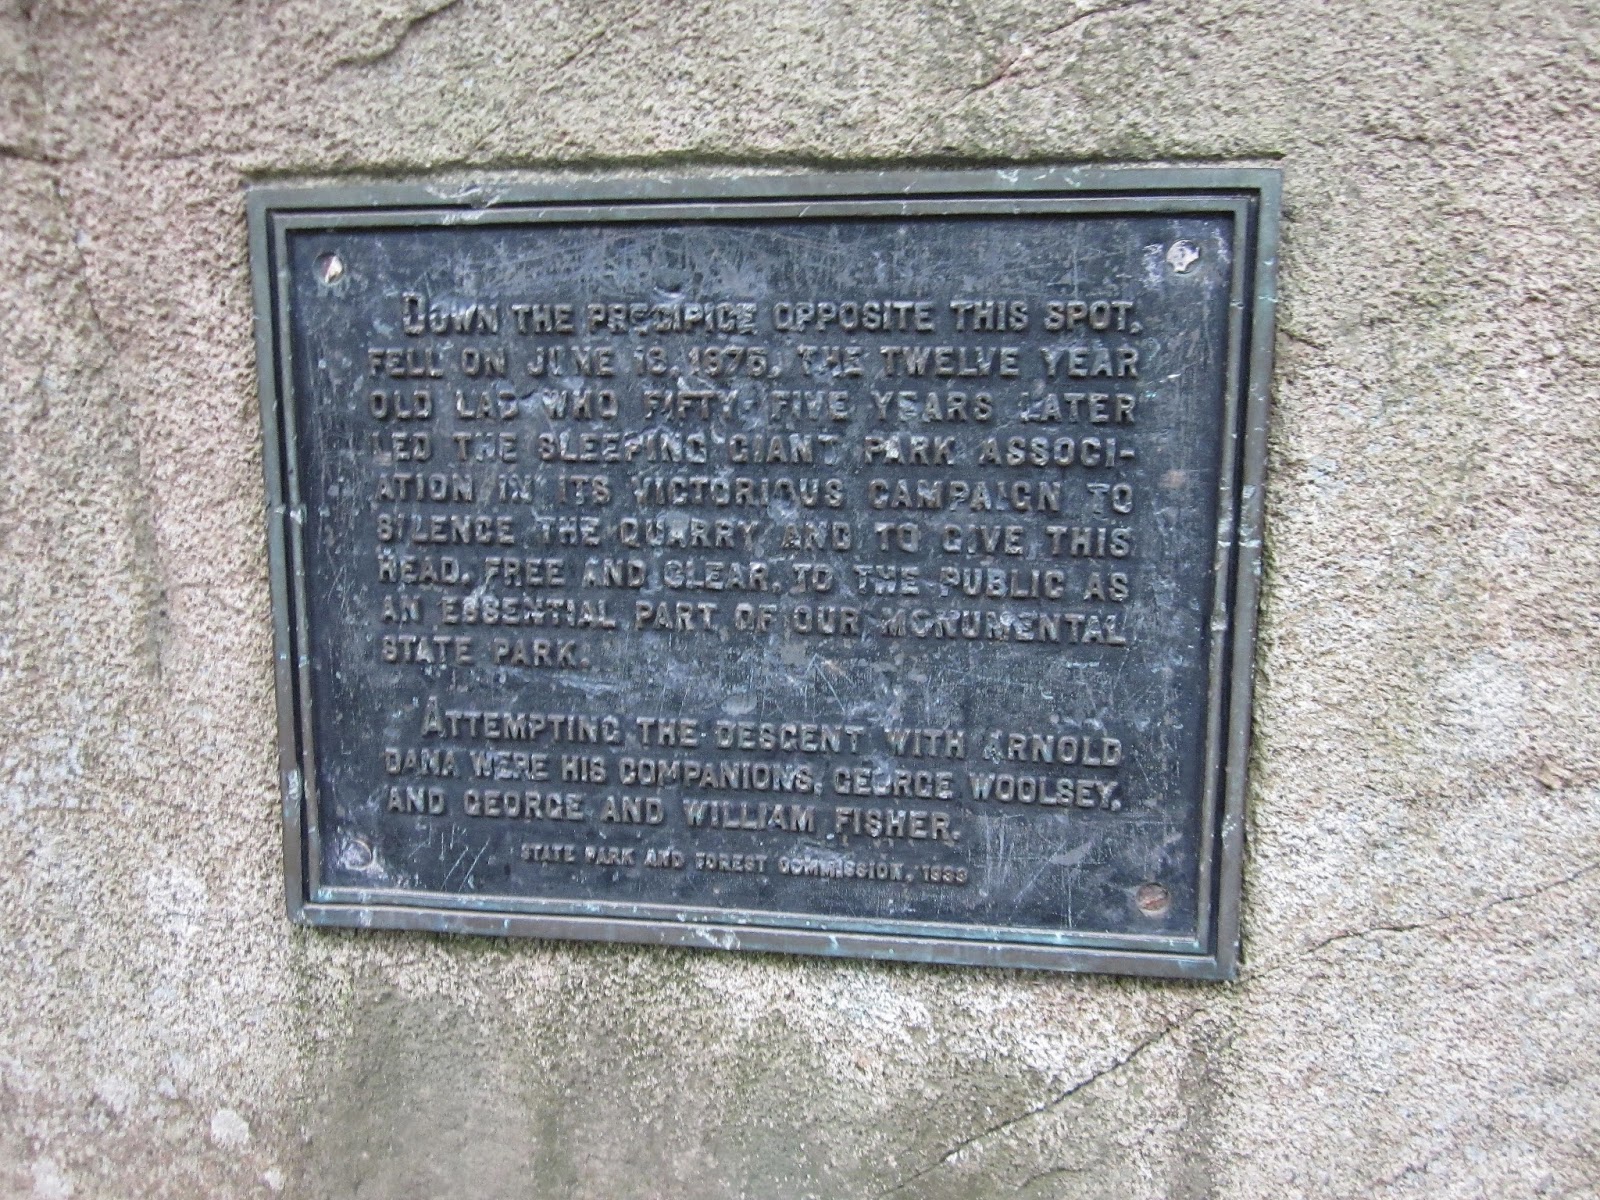 DOWN THE PRECIPICE OPPOSITE THIS SPOT,
FELL ON JUNE 13, 1875, THE TWELVE YEAR
OLD LAD WHO FIFTY-FIVE YEARS LATER
LED THE SLEEPING GIANT PARK ASSOCI-
ATION IN ITS VICTORIOUS CAMPAIGN TO
SILENCE THE QUARRY AND TO GIVE THIS
HEAD, FREE AND CLEAR, TO THE PUBLIC AS
AN ESSENTIAL PART OF OUR MONUMENTAL
STATE PARK.
ATTEMPTING THE DESCENT WITH ARNOLD
DANA WERE HIS COMPANIONS, GEORGE WOOLSEY,
AND GEORGE AND WILLIAM FISHER.
STATE PARK AND FOREST COMMISSION, 1933